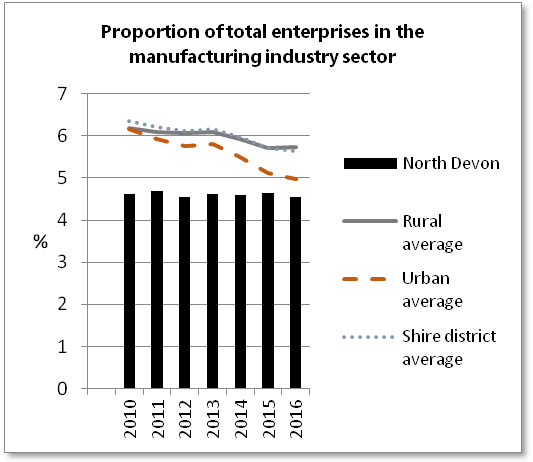 Proportion of total enterprises in the
manufacturing industry sector
7
6
5
4
3
2
1
0
%
2010
2011
2012
2013
2014
2015
2016
North Devon
Rural
average
Urban
average
Shire district
average